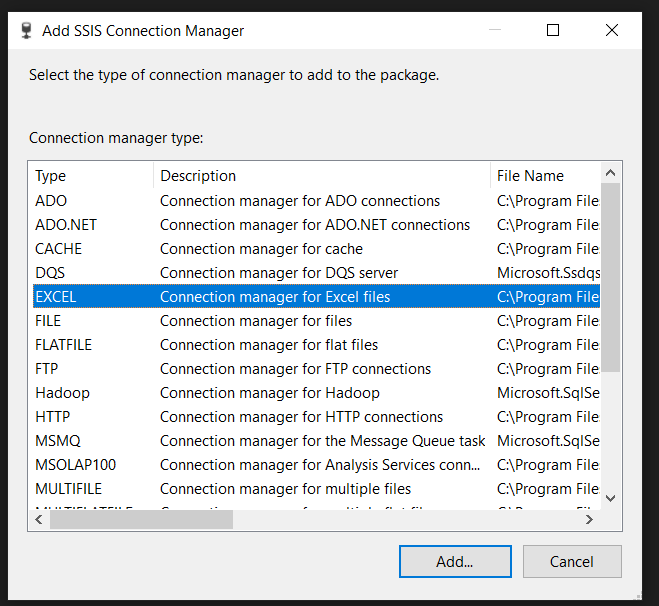 Add SSIS Connection Manager
Select the type of connection manager to add to the package.
Connection manager type:
Type Description File Name
ADO Connection manager for ADO connections C:\Program File
ADO.NET Connection manager for ADO.NET connections C:\Program File
CACHE Connection manager for cache C:\Program File
DQS Connection manager for DQS server Microsoft.Ssdqs
EXCEL Connection manager for Excel files C:\Program File
FILE Connection manager for files C:\Program File
FLATFILE Connection manager for flat files C:\Program File
FTP Connection manager for FTP connections C:\Program File
Hadoop Connection manager for Hadoop Microsoft.SqlSe
HTTP Connection manager for HTTP connections C:\Program File
MSMQ Connection manager for the Message Queue task Microsoft.SqlSe
MSOLAP100 Connection manager for Analysis Services conn... C:\Program File
MULTIFILE Connection manager for multiple files C:\Program File
Add... Cancel